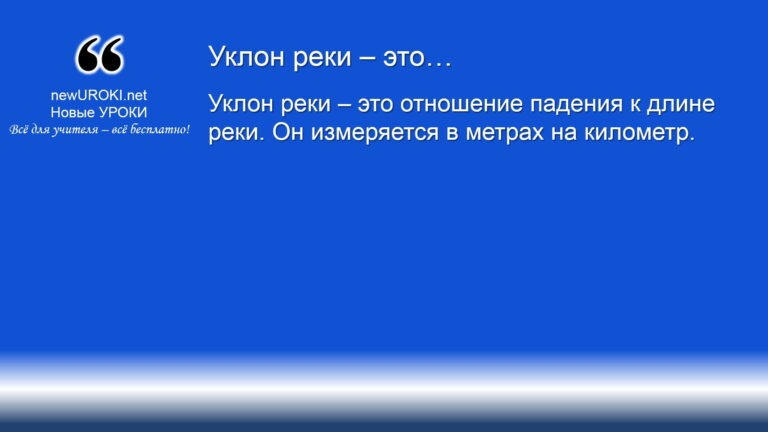 newUROKI.net
Новые УРОКИ
Всё для учителя – всё бесплатно!
Уклон реки – это…
Уклон реки – это отношение падения к длине
реки. Он измеряется в метрах на километр.